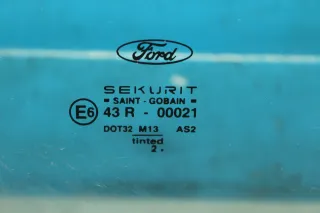 Ford
SEKURIT
SAINT - GOBAIN
E6 43 R - 00021
DOT32 M13 AS2
tinted
2 .